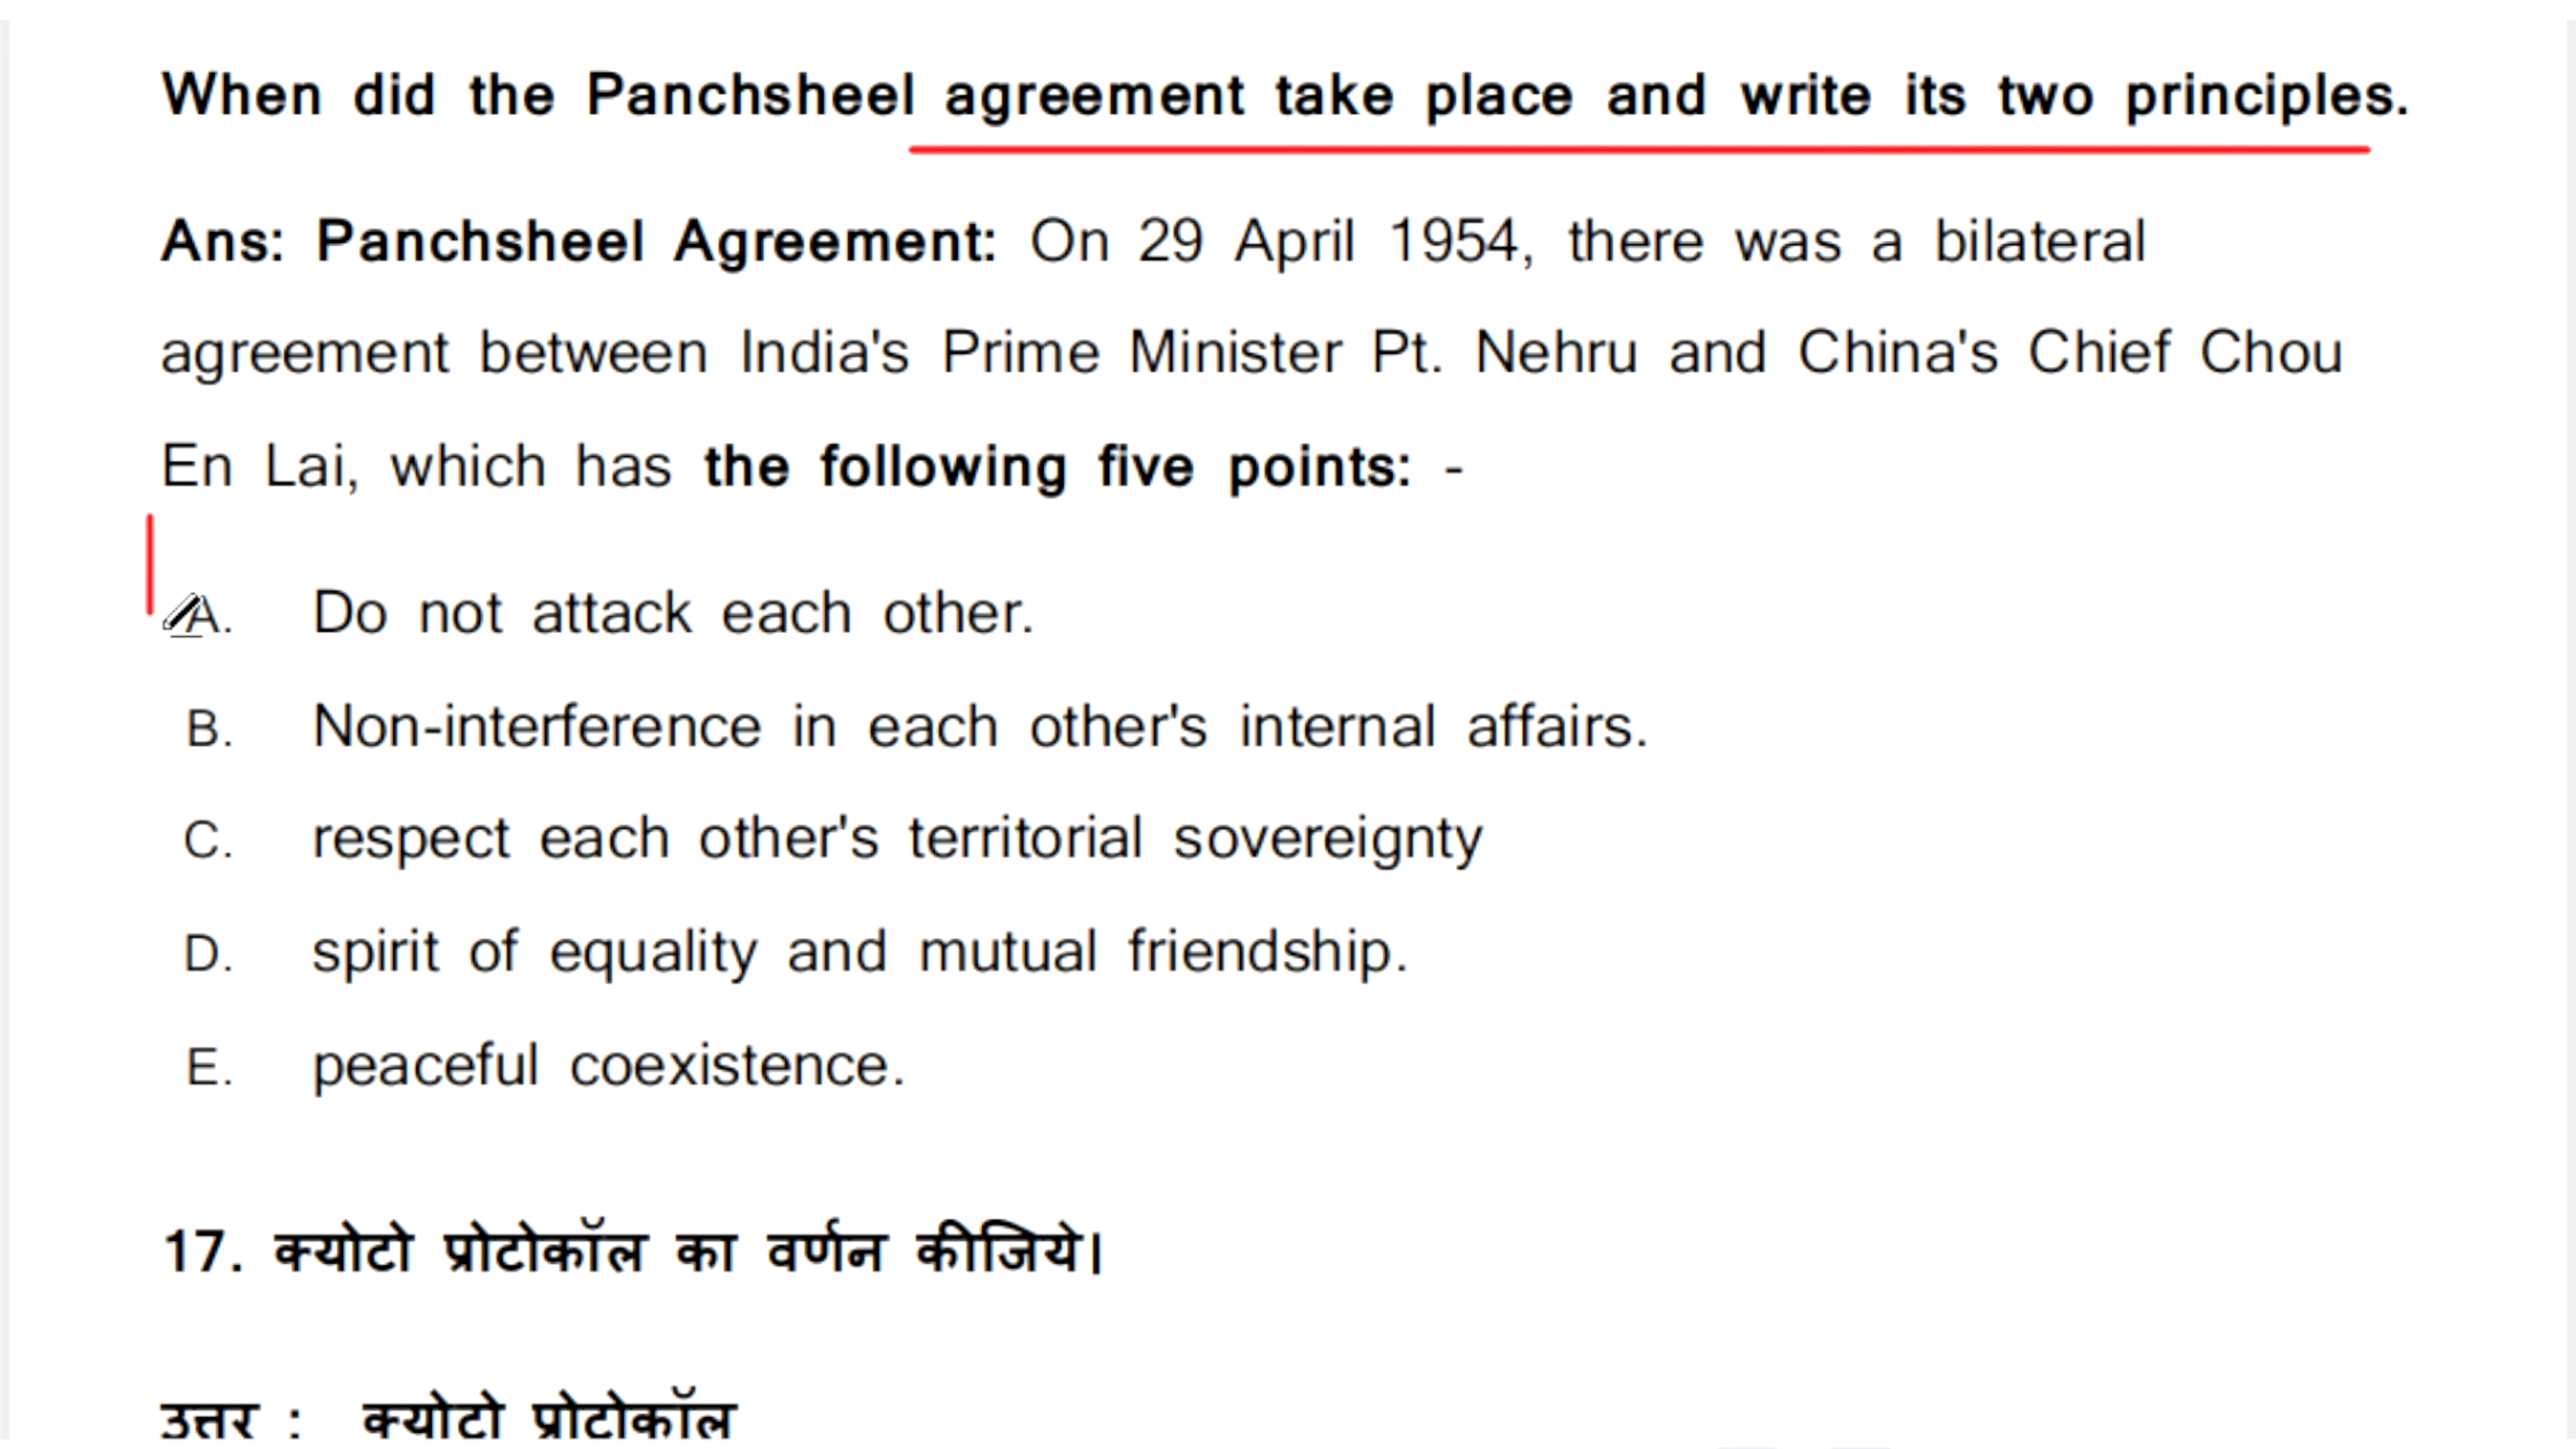 When did the Panchsheel agreement take place and write its two principles.
Ans: Panchsheel Agreement: On 29 April 1954, there was a bilateral
agreement between India's Prime Minister Pt. Nehru and China's Chief Chou
En Lai, which has the following five points: -
A. Do not attack each other.
B. Non-interference in each other's internal affairs.
C. respect each other's territorial sovereignty
D. spirit of equality and mutual friendship.
E. peaceful coexistence.
17. क्योटो प्रोटोकॉल का वर्णन कीजिये।
उत्तर : क्योटो प्रोटोकॉल